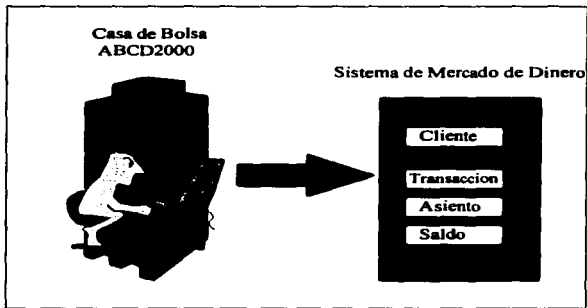 Casa de Bolsa
ABCD2000
Sistema de Mercado de Dinero
Cliente
Transaccion
Asiento
Saldo